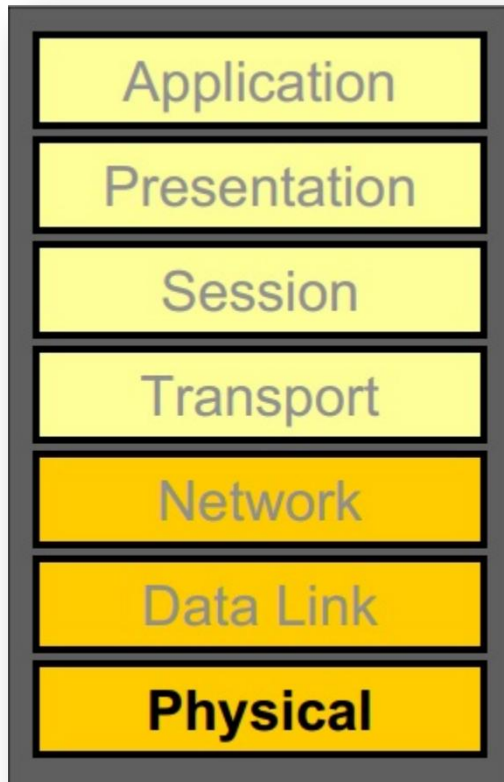 Application
Presentation
Session
Transport
Network
Data Link
Physical